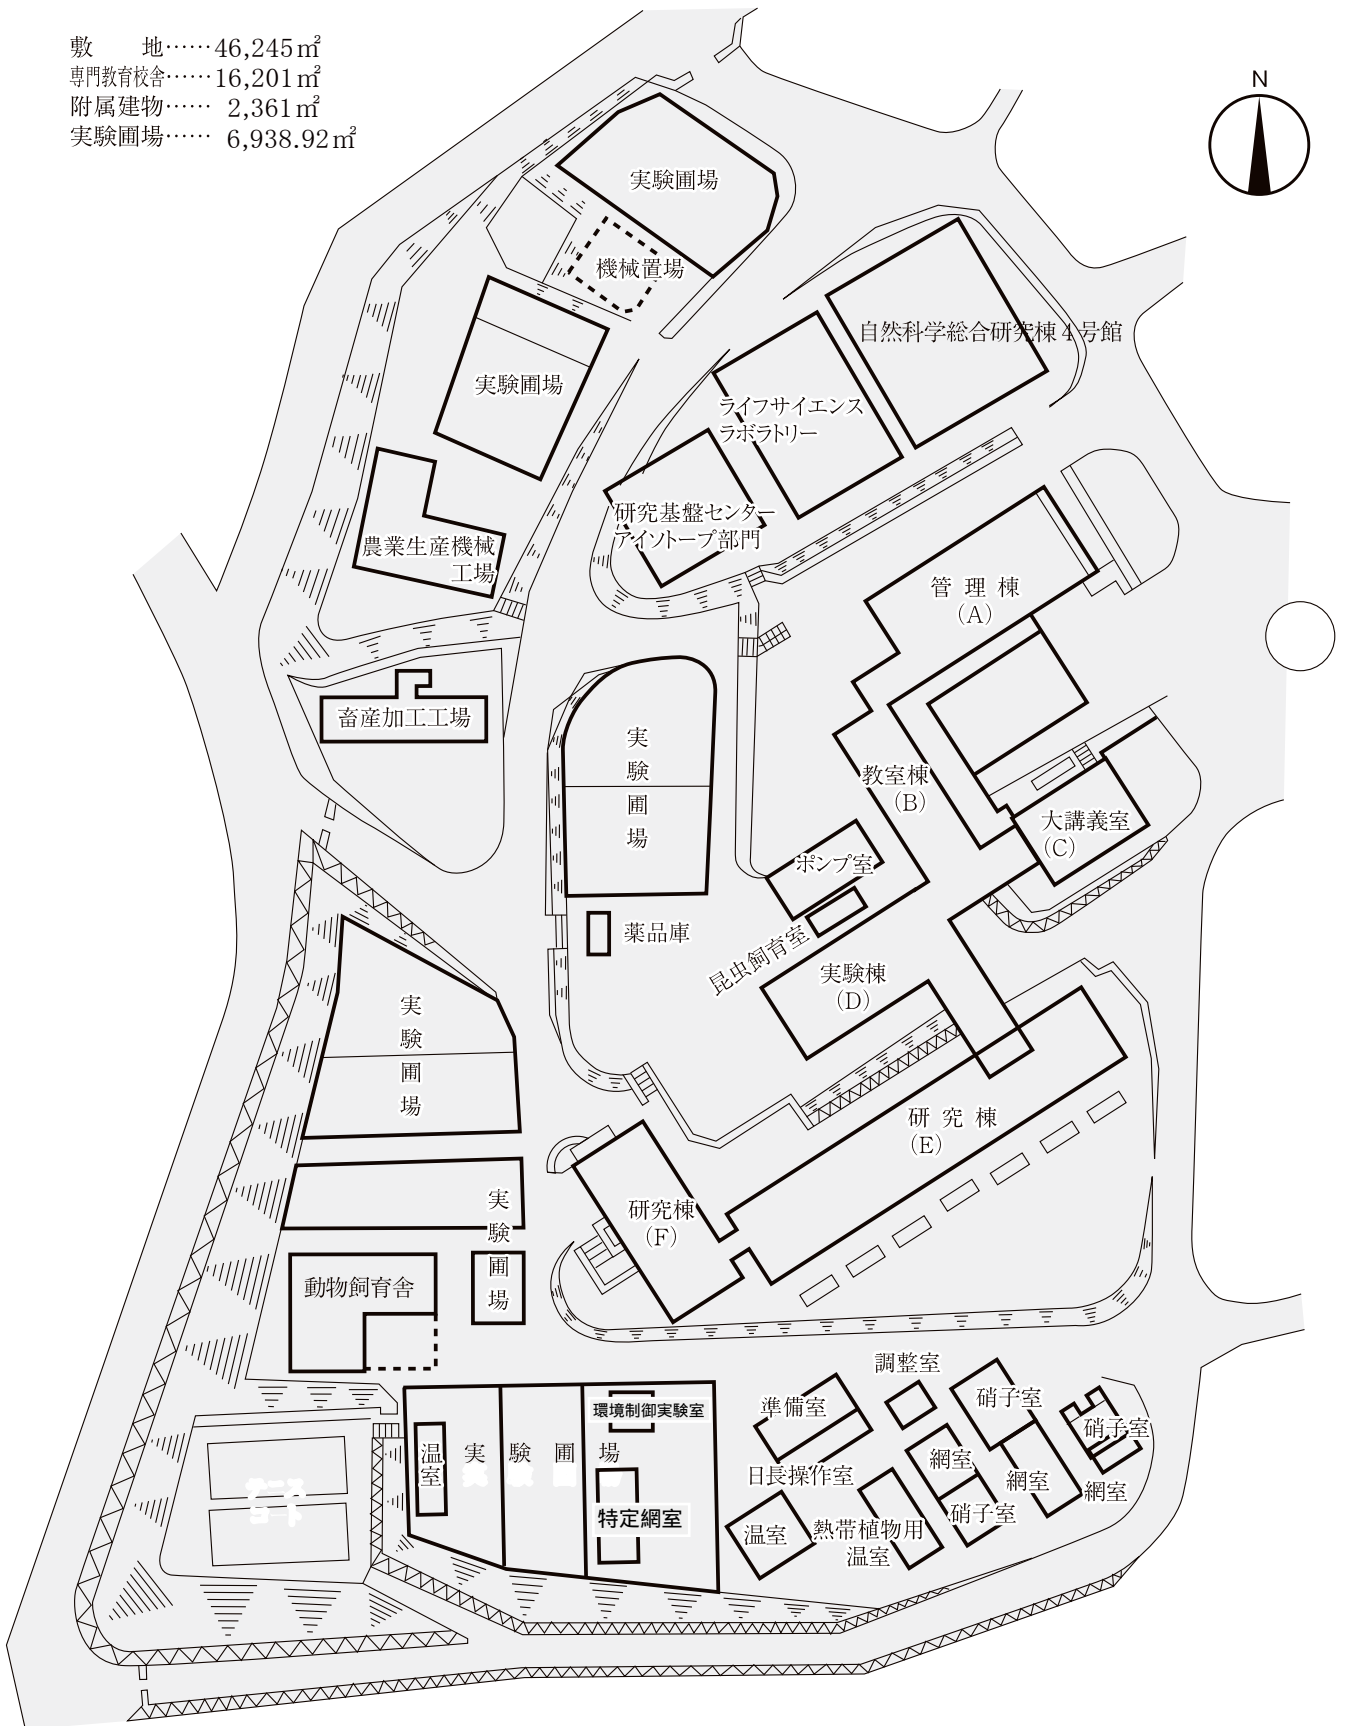 敷　　地……46,245㎡
専門教育校舎……16,201㎡
附属建物…… 2,361㎡
実験圃場…… 6,938.92㎡
N
実験圃場
機械置場
自然科学総合研究棟4号館
実験圃場
ライフサイエンス
ラボラトリー
研究基盤センター
アイソトープ部門
農業生産機械
工場
管 理 棟
(A)
畜産加工工場
実験圃場
教室棟
(B)
大講義室
(C)
ポンプ室
薬品庫
昆虫飼育室
実験棟
(D)
実験圃場
研 究 棟
(E)
実験圃場
研究棟
(F)
動物飼育舎
調整室
環境制御実験室
準備室
硝子室
硝子室
温室
実 験 圃 場
網室
日長操作室
網室
網室
特定網室
硝子室
テニス
コート
温室
熱帯植物用
温室